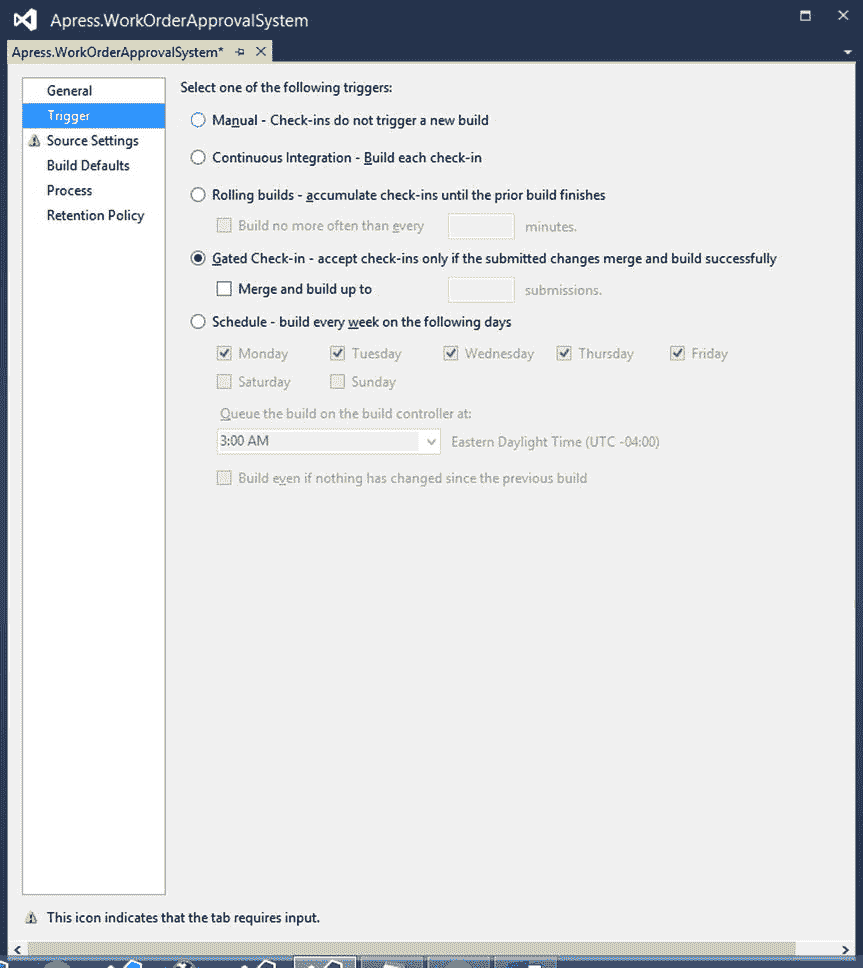 Apress.WorkOrderApprovalSystem
Apress.WorkOrderApprovalSystem*
General
Trigger
Source Settings
Build Defaults
Process
Retention Policy
Select one of the following triggers:
Manual - Check-ins do not trigger a new build
Continuous Integration - Build each check-in
Rolling builds - accumulate check-ins until the prior build finishes
Build no more often than every minutes.
Gated Check-in - accept check-ins only if the submitted changes merge and build successfully
Merge and build up to submissions.
Schedule - build every week on the following days
Monday Tuesday Wednesday Thursday Friday
Saturday Sunday
Queue the build on the build controller at:
3:00 AM Eastern Daylight Time (UTC -04:00)
Build even if nothing has changed since the previous build
This icon indicates that the tab requires input.